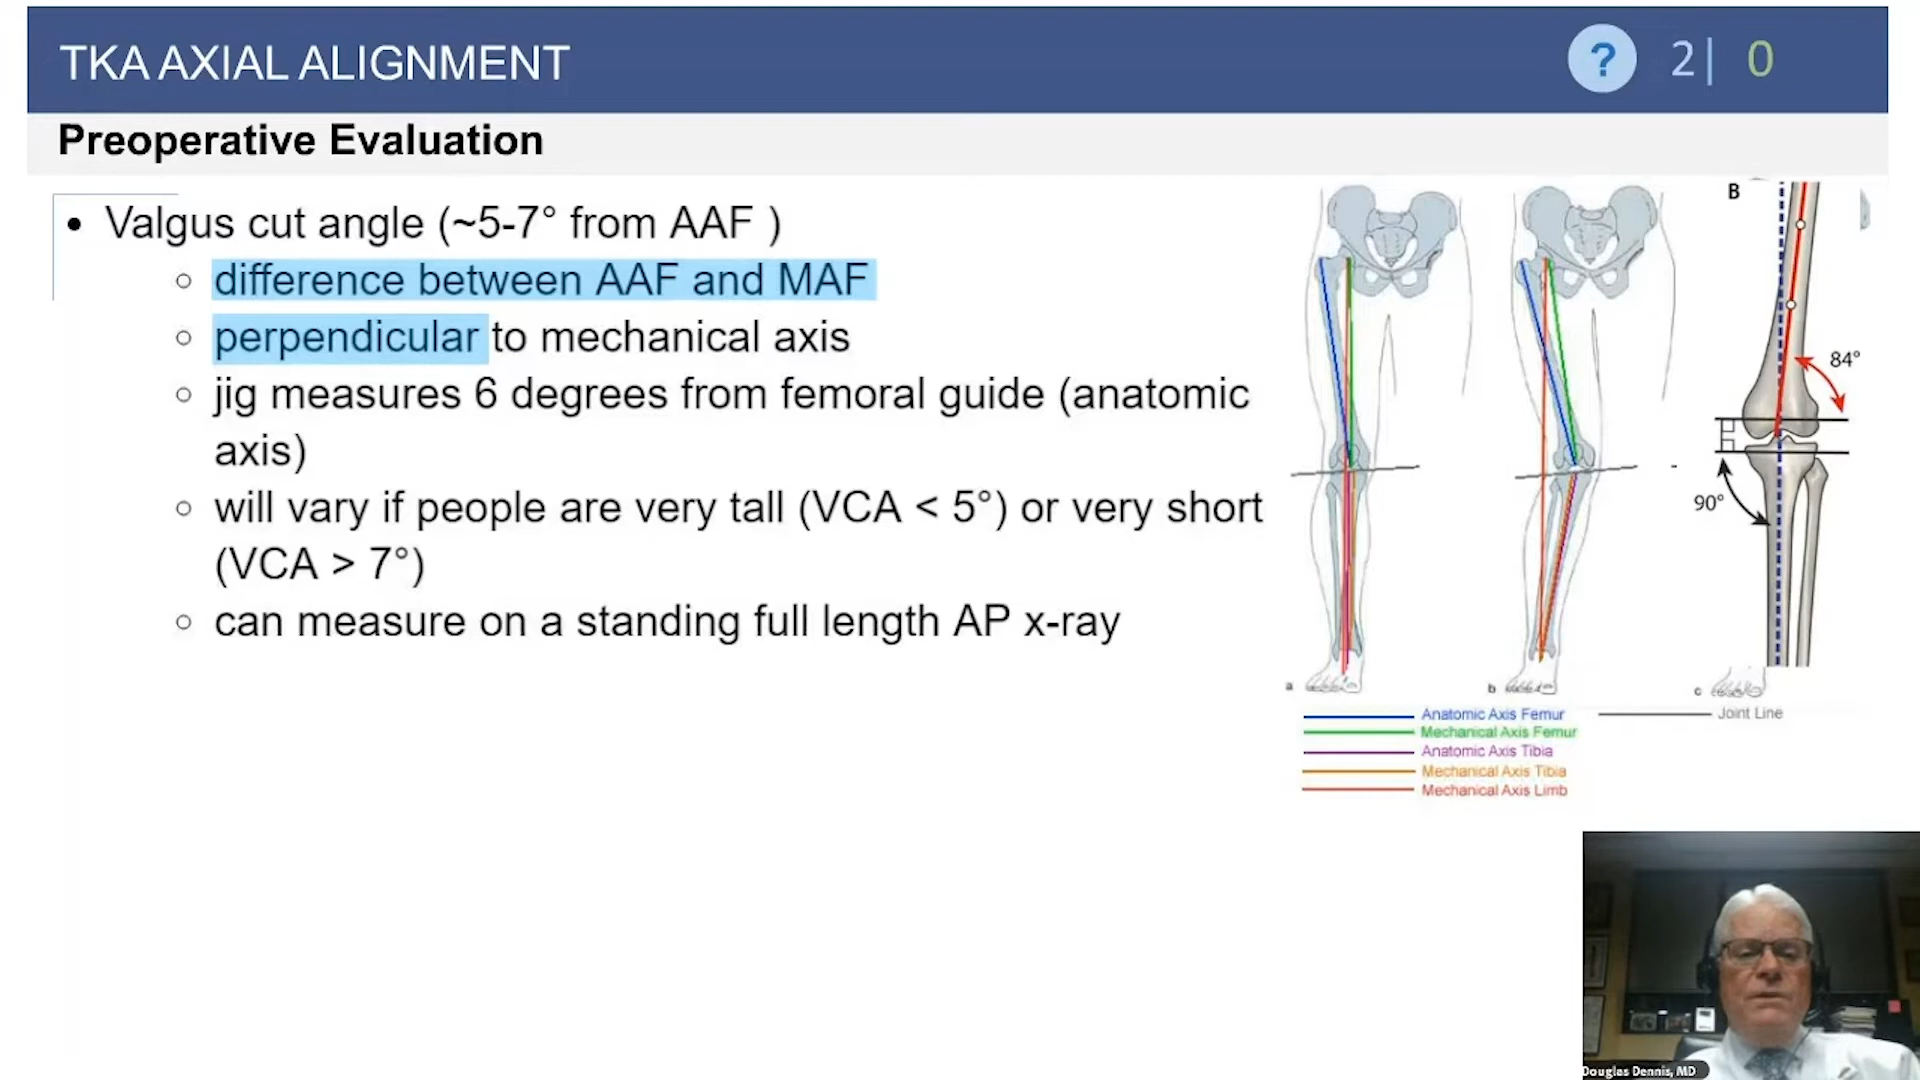 TKA AXIAL ALIGNMENT
? 2| 0
Preoperative Evaluation
• Valgus cut angle (~5-7° from AAF )
○ difference between AAF and MAF
○ perpendicular to mechanical axis
○ jig measures 6 degrees from femoral guide (anatomic
axis)
○ will vary if people are very tall (VCA < 5°) or very short
(VCA > 7°)
○ can measure on a standing full length AP x-ray
B
84°
90°
a
b
c
Anatomic Axis Femur
Mechanical Axis Femur
Anatomic Axis Tibia
Mechanical Axis Tibia
Mechanical Axis Limb
Joint Line
Douglas Dennis, MD